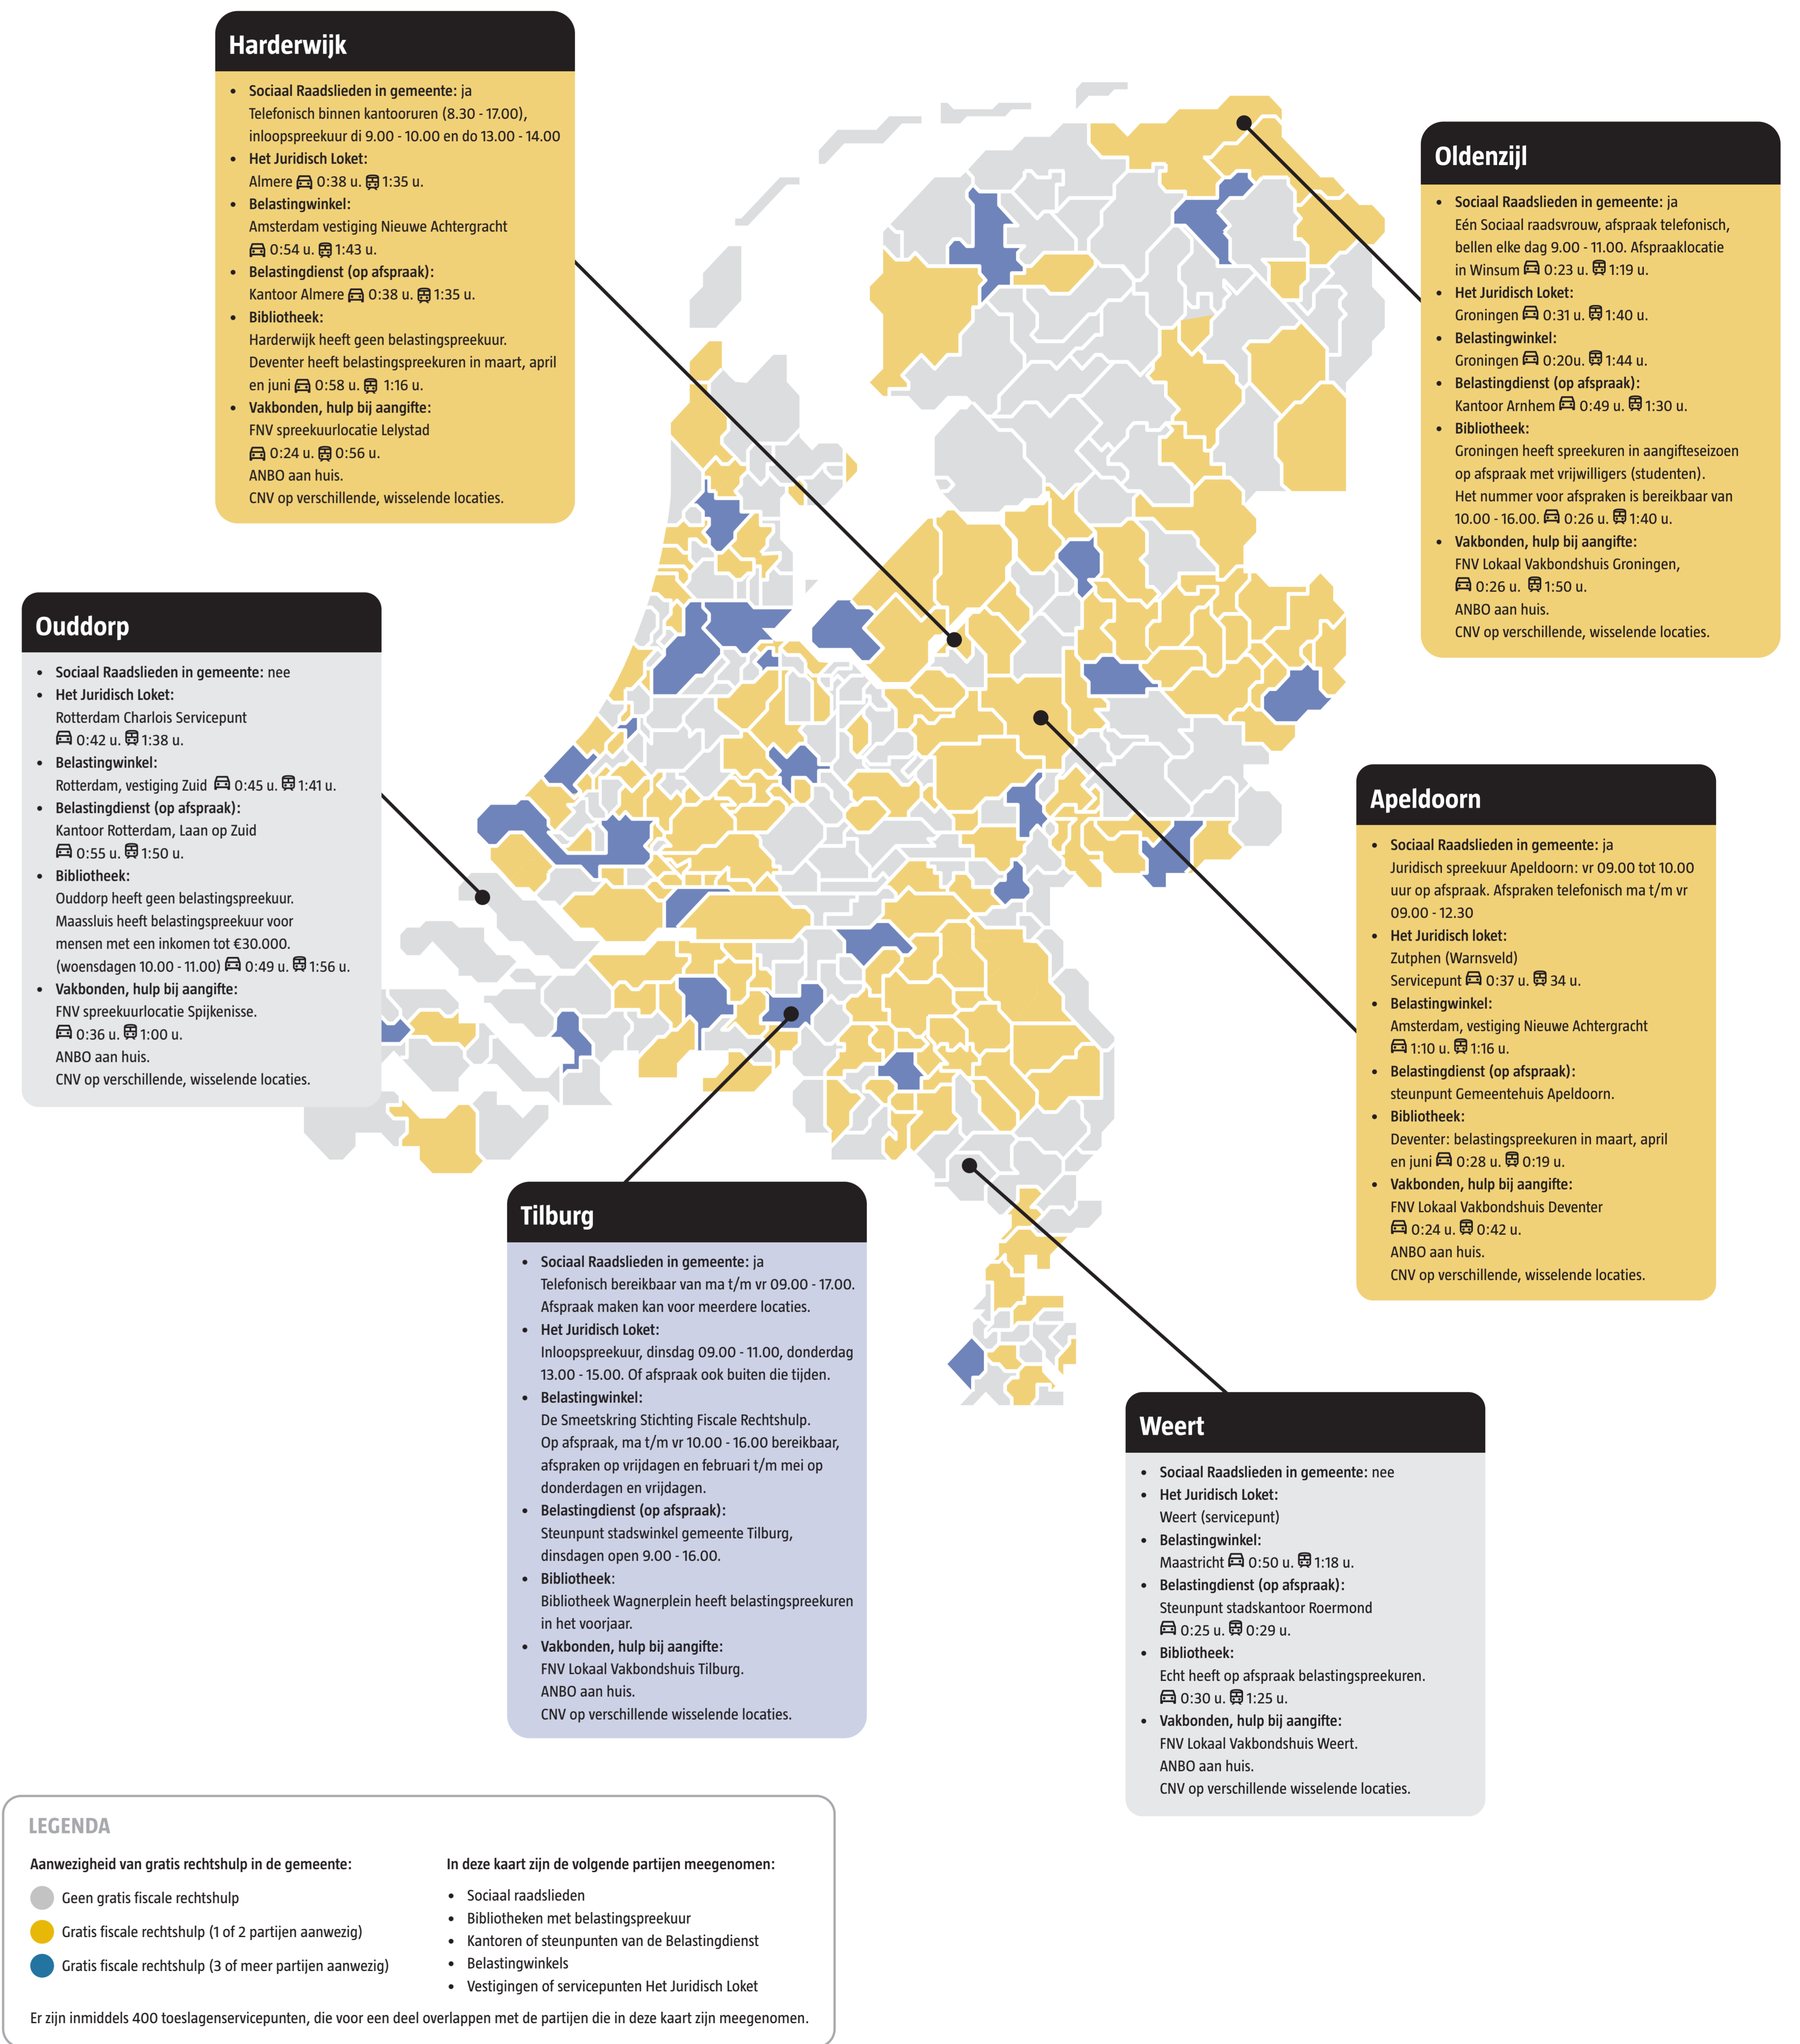 Harderwijk
• Sociaal Raadslieden in gemeente: ja
Telefonisch binnen kantooruren (8.30 - 17.00),
inloopspreekuur di 9.00 - 10.00 en do 13.00 - 14.00
• Het Juridisch Loket:
Almere 0:38 u. 1:35 u.
• Belastingwinkel:
Amsterdam vestiging Nieuwe Achtergracht
0:54 u. 1:43 u.
• Belastingdienst (op afspraak):
Kantoor Almere 0:38 u. 1:35 u.
• Bibliotheek:
Harderwijk heeft geen belastingspreekuur.
Deventer heeft belastingspreekuren in maart, april
en juni 0:58 u. 1:16 u.
• Vakbonden, hulp bij aangifte:
FNV spreekuurlocatie Lelystad
0:24 u. 0:56 u.
ANBO aan huis.
CNV op verschillende, wisselende locaties.
Oldenzijl
• Sociaal Raadslieden in gemeente: ja
Eén Sociaal raadsvrouw, afspraak telefonisch,
bellen elke dag 9.00 - 11.00. Afspraaklocatie
in Winsum 0:23 u. 1:19 u.
• Het Juridisch Loket:
Groningen 0:31 u. 1:40 u.
• Belastingwinkel:
Groningen 0:20u. 1:44 u.
• Belastingdienst (op afspraak):
Kantoor Arnhem 0:49 u. 1:30 u.
• Bibliotheek:
Groningen heeft spreekuren in aangifteseizoen
op afspraak met vrijwilligers (studenten).
Het nummer voor afspraken is bereikbaar van
10.00 - 16.00. 0:26 u. 1:40 u.
• Vakbonden, hulp bij aangifte:
FNV Lokaal Vakbondshuis Groningen,
0:26 u. 1:50 u.
ANBO aan huis.
CNV op verschillende, wisselende locaties.
Ouddorp
• Sociaal Raadslieden in gemeente: nee
• Het Juridisch Loket:
Rotterdam Charlois Servicepunt
0:42 u. 1:38 u.
• Belastingwinkel:
Rotterdam, vestiging Zuid 0:45 u. 1:41 u.
• Belastingdienst (op afspraak):
Kantoor Rotterdam, Laan op Zuid
0:55 u. 1:50 u.
• Bibliotheek:
Ouddorp heeft geen belastingspreekuur.
Maassluis heeft belastingspreekuur voor
mensen met een inkomen tot €30.000.
(woensdagen 10.00 - 11.00) 0:49 u. 1:56 u.
• Vakbonden, hulp bij aangifte:
FNV spreekuurlocatie Spijkenisse.
0:36 u. 1:00 u.
ANBO aan huis.
CNV op verschillende, wisselende locaties.
Apeldoorn
• Sociaal Raadslieden in gemeente: ja
Juridisch spreekuur Apeldoorn: vr 09.00 tot 10.00
uur op afspraak. Afspraken telefonisch ma t/m vr
09.00 - 12.30
• Het Juridisch loket:
Zutphen (Warnsveld)
Servicepunt 0:37 u. 34 u.
• Belastingwinkel:
Amsterdam, vestiging Nieuwe Achtergracht
1:10 u. 1:16 u.
• Belastingdienst (op afspraak):
steunpunt Gemeentehuis Apeldoorn.
• Bibliotheek:
Deventer: belastingspreekuren in maart, april
en juni 0:28 u. 0:19 u.
• Vakbonden, hulp bij aangifte:
FNV Lokaal Vakbondshuis Deventer
0:24 u. 0:42 u.
ANBO aan huis.
CNV op verschillende, wisselende locaties.
Tilburg
• Sociaal Raadslieden in gemeente: ja
Telefonisch bereikbaar van ma t/m vr 09.00 - 17.00.
Afspraak maken kan voor meerdere locaties.
• Het Juridisch Loket:
Inloopspreekuur, dinsdag 09.00 - 11.00, donderdag
13.00 - 15.00. Of afspraak ook buiten die tijden.
• Belastingwinkel:
De Smeetskring Stichting Fiscale Rechtshulp.
Op afspraak, ma t/m vr 10.00 - 16.00 bereikbaar,
afspraken op vrijdagen en februari t/m mei op
donderdagen en vrijdagen.
• Belastingdienst (op afspraak):
Steunpunt stadswinkel gemeente Tilburg,
dinsdagen open 9.00 - 16.00.
• Bibliotheek:
Bibliotheek Wagnerplein heeft belastingspreekuren
in het voorjaar.
• Vakbonden, hulp bij aangifte:
FNV Lokaal Vakbondshuis Tilburg.
ANBO aan huis.
CNV op verschillende wisselende locaties.
Weert
• Sociaal Raadslieden in gemeente: nee
• Het Juridisch Loket:
Weert (servicepunt)
• Belastingwinkel:
Maastricht 0:50 u. 1:18 u.
• Belastingdienst (op afspraak):
Steunpunt stadskantoor Roermond
0:25 u. 0:29 u.
• Bibliotheek:
Echt heeft op afspraak belastingspreekuren.
0:30 u. 1:25 u.
• Vakbonden, hulp bij aangifte:
FNV Lokaal Vakbondshuis Weert.
ANBO aan huis.
CNV op verschillende wisselende locaties.
LEGENDA
Aanwezigheid van gratis rechtshulp in de gemeente:
Geen gratis fiscale rechtshulp
Gratis fiscale rechtshulp (1 of 2 partijen aanwezig)
Gratis fiscale rechtshulp (3 of meer partijen aanwezig)
In deze kaart zijn de volgende partijen meegenomen:
• Sociaal raadslieden
• Bibliotheken met belastingspreekuur
• Kantoren of steunpunten van de Belastingdienst
• Belastingwinkels
• Vestigingen of servicepunten Het Juridisch Loket
Er zijn inmiddels 400 toeslagenservicepunten, die voor een deel overlappen met de partijen die in deze kaart zijn meegenomen.